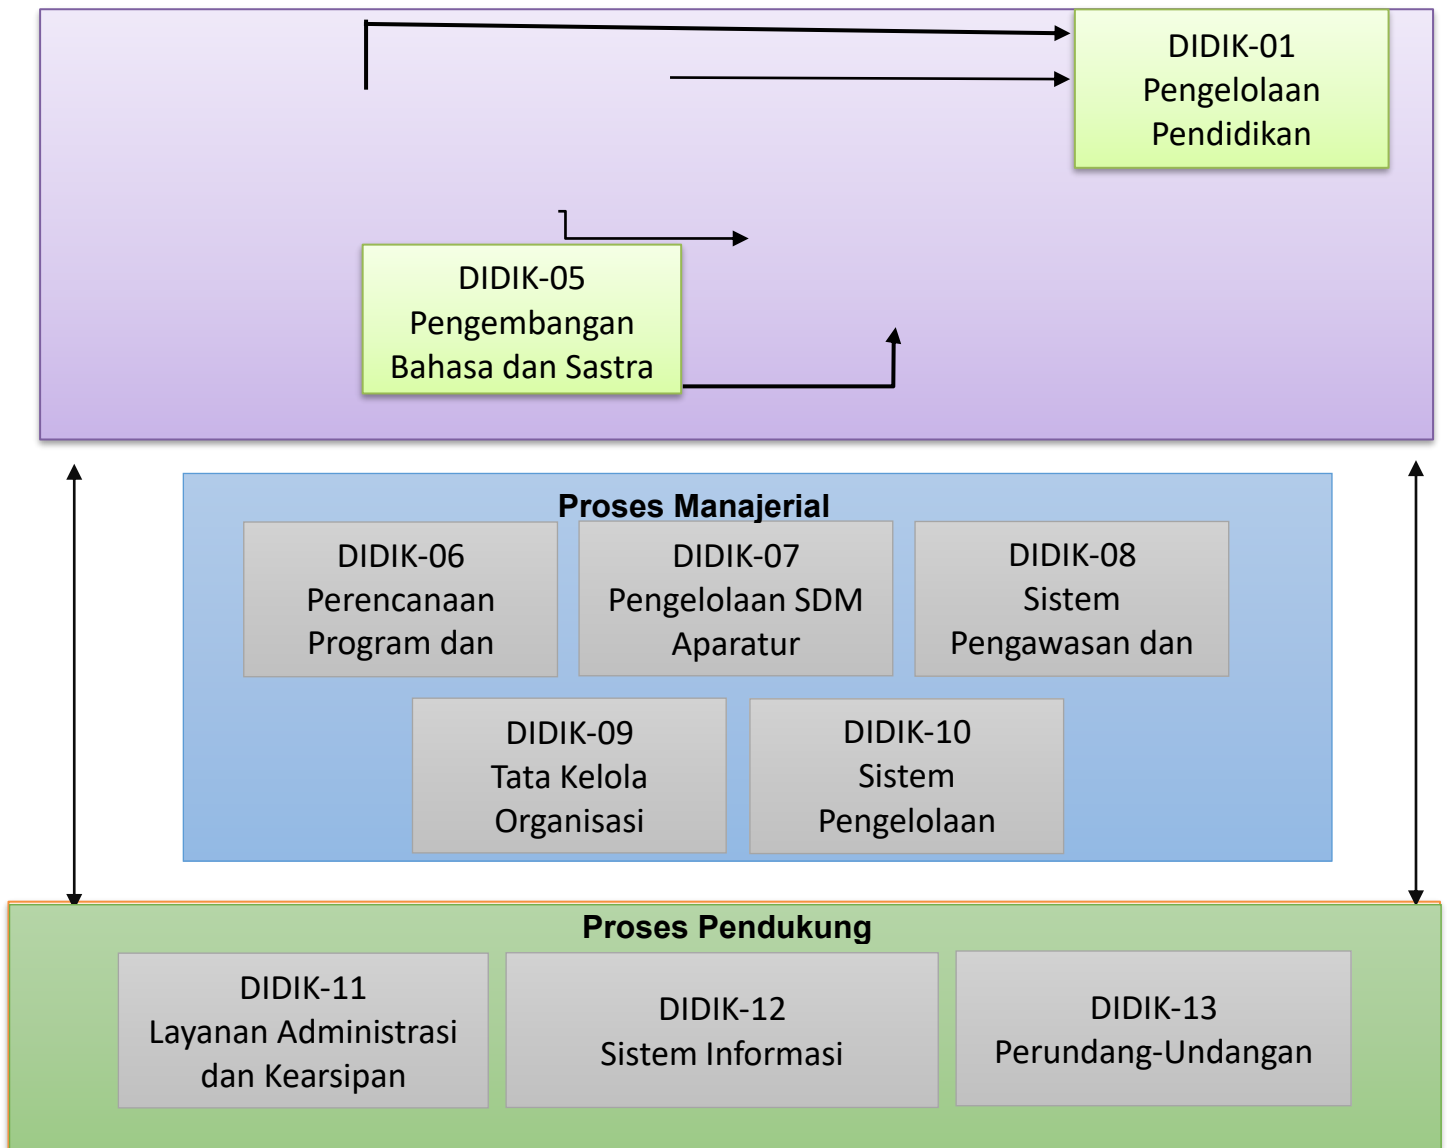 DIDIK-01
Pengelolaan
Pendidikan
DIDIK-05
Pengembangan
Bahasa dan Sastra
Proses Manajerial
DIDIK-06
Perencanaan
Program dan
DIDIK-07
Pengelolaan SDM
Aparatur
DIDIK-08
Sistem
Pengawasan dan
DIDIK-09
Tata Kelola
Organisasi
DIDIK-10
Sistem
Pengelolaan
Proses Pendukung
DIDIK-11
Layanan Administrasi
dan Kearsipan
DIDIK-12
Sistem Informasi
DIDIK-13
Perundang-Undangan